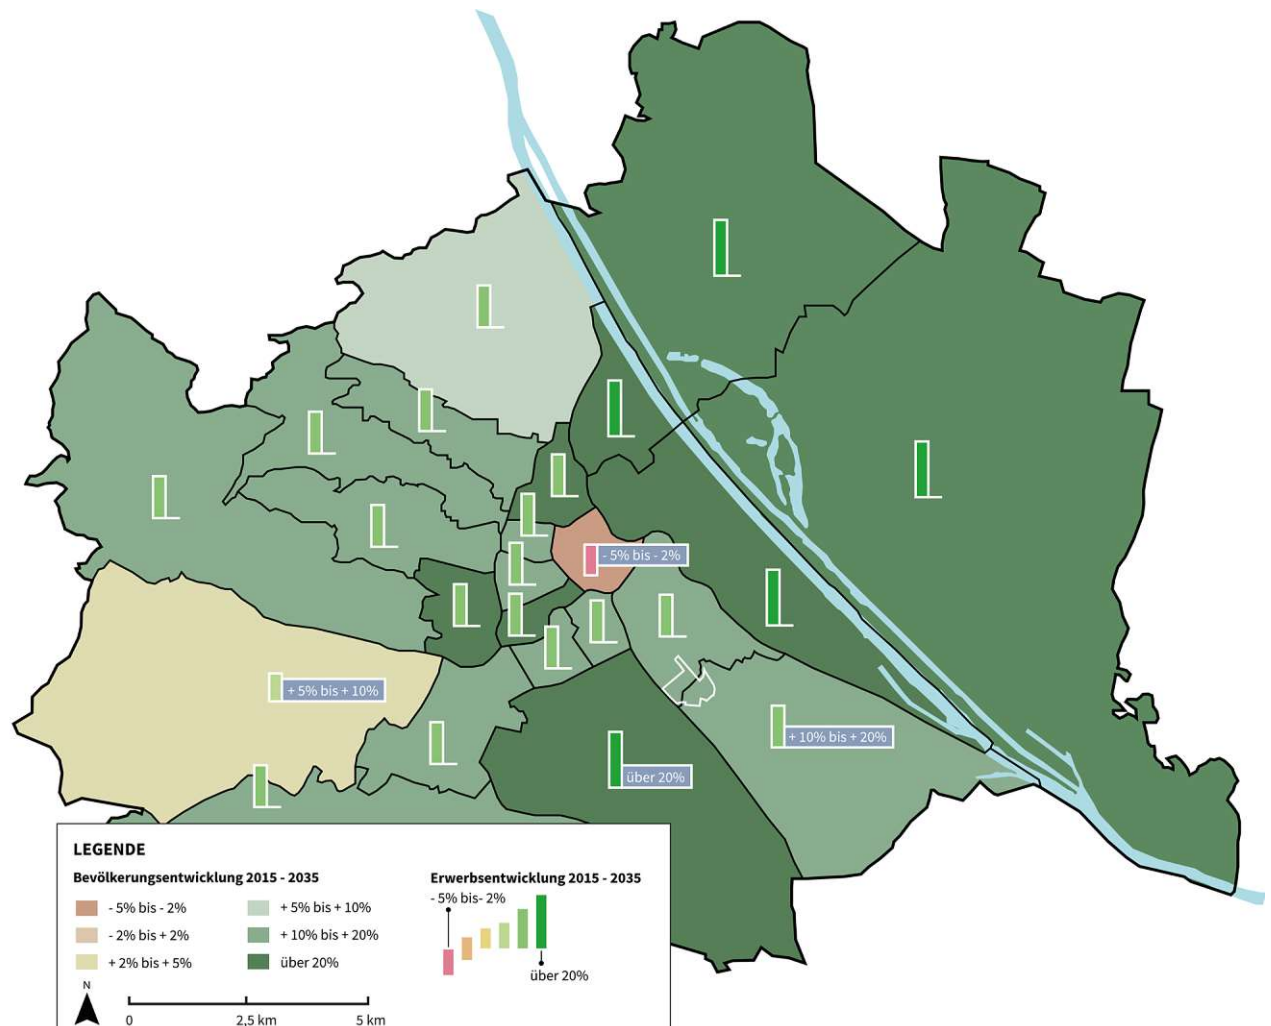 - 5% bis - 2%
+ 5% bis + 10%
+ 10% bis + 20%
über 20%
LEGENDE
Bevölkerungsentwicklung 2015 - 2035
- 5% bis - 2%
- 2% bis + 2%
+ 2% bis + 5%
+ 5% bis + 10%
+ 10% bis + 20%
über 20%
Erwerbsentwicklung 2015 - 2035
- 5% bis- 2%
über 20%
N
0 2,5 km 5 km